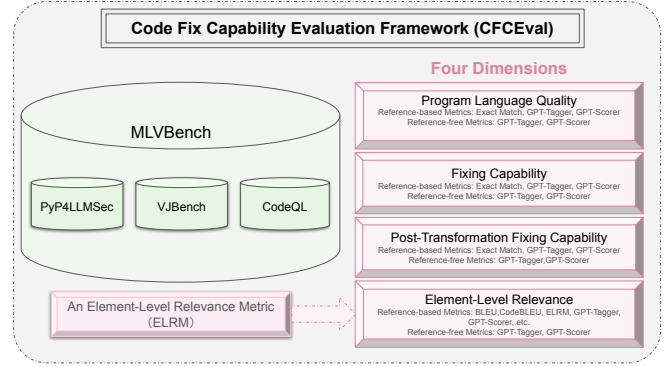 Code Fix Capability Evaluation Framework (CFCEval)
Four Dimensions
MLVBench
PyP4LLMSec
VJBench
CodeQL
An Element-Level Relevance Metric
(ELRM)
Program Language Quality
Reference-based Metrics: Exact Match, GPT-Tagger, GPT-Scorer
Reference-free Metrics: GPT-Tagger, GPT-Scorer
Fixing Capability
Reference-based Metrics: Exact Match, GPT-Tagger, GPT-Scorer
Reference-free Metrics: GPT-Tagger, GPT-Scorer
Post-Transformation Fixing Capability
Reference-based Metrics: Exact Match, GPT-Tagger, GPT-Scorer
Reference-free Metrics: GPT-Tagger,GPT-Scorer
Element-Level Relevance
Reference-based Metrics: BLEU,CodeBLEU, ELRM, GPT-Tagger,
GPT-Scorer,.etc.
Reference-free Metrics: GPT-Tagger, GPT-Scorer